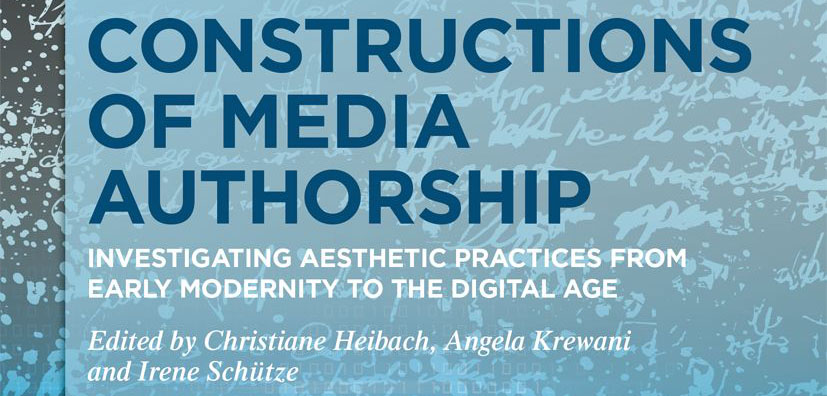 CONSTRUCTIONS
OF MEDIA
AUTHORSHIP
INVESTIGATING AESTHETIC PRACTICES FROM
EARLY MODERNITY TO THE DIGITAL AGE
Edited by Christiane Heibach, Angela Krewani
and Irene Schütze